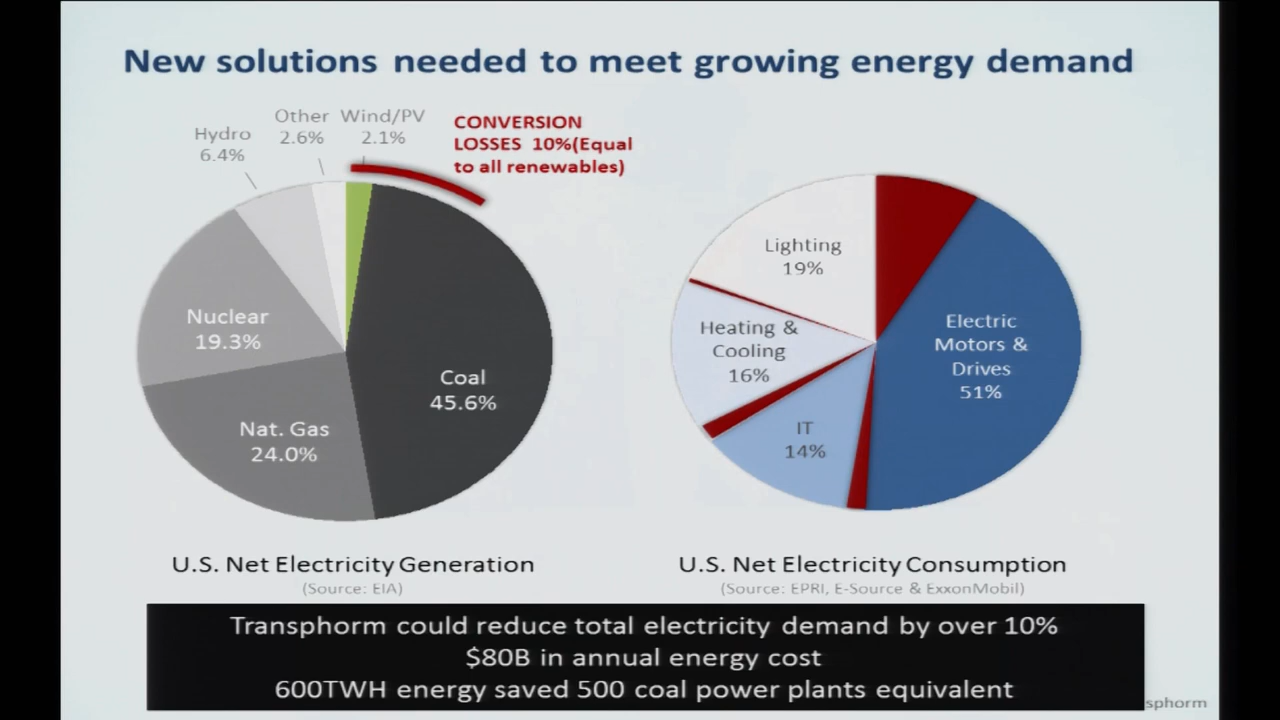 New solutions needed to meet growing energy demand
Other Wind/PV
2.6% 2.1%
Hydro
6.4%
CONVERSION
LOSSES 10%(Equal
to all renewables)
Nuclear
19.3%
Coal
45.6%
Nat. Gas
24.0%
Lighting
19%
Heating &
Cooling
16%
Electric
Motors &
Drives
51%
IT
14%
U.S. Net Electricity Generation
(Source: EIA)
U.S. Net Electricity Consumption
(Source: EPRI, E-Source & ExxonMobil)
Transphorm could reduce total electricity demand by over 10%
$80B in annual energy cost
600TWH energy saved 500 coal power plants equivalent
sphorm